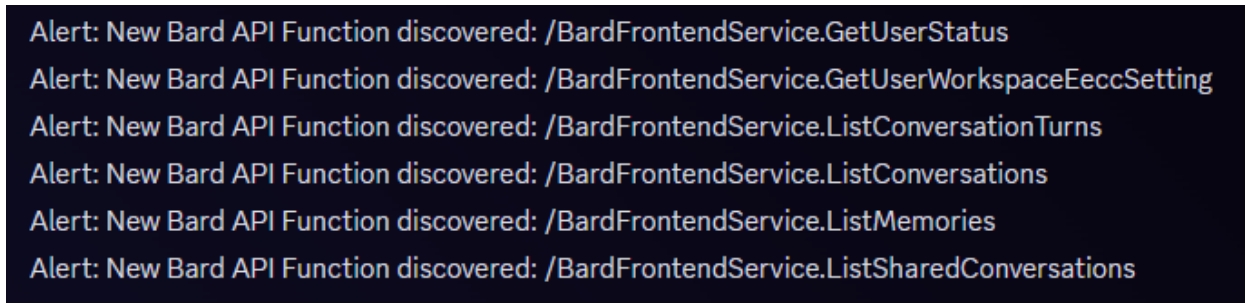 Alert: New Bard API Function discovered: /BardFrontendService.GetUserStatus
Alert: New Bard API Function discovered: /BardFrontendService.GetUserWorkspaceEeccSetting
Alert: New Bard API Function discovered: /BardFrontendService.ListConversationTurns
Alert: New Bard API Function discovered: /BardFrontendService.ListConversations
Alert: New Bard API Function discovered: /BardFrontendService.ListMemories
Alert: New Bard API Function discovered: /BardFrontendService.ListSharedConversations